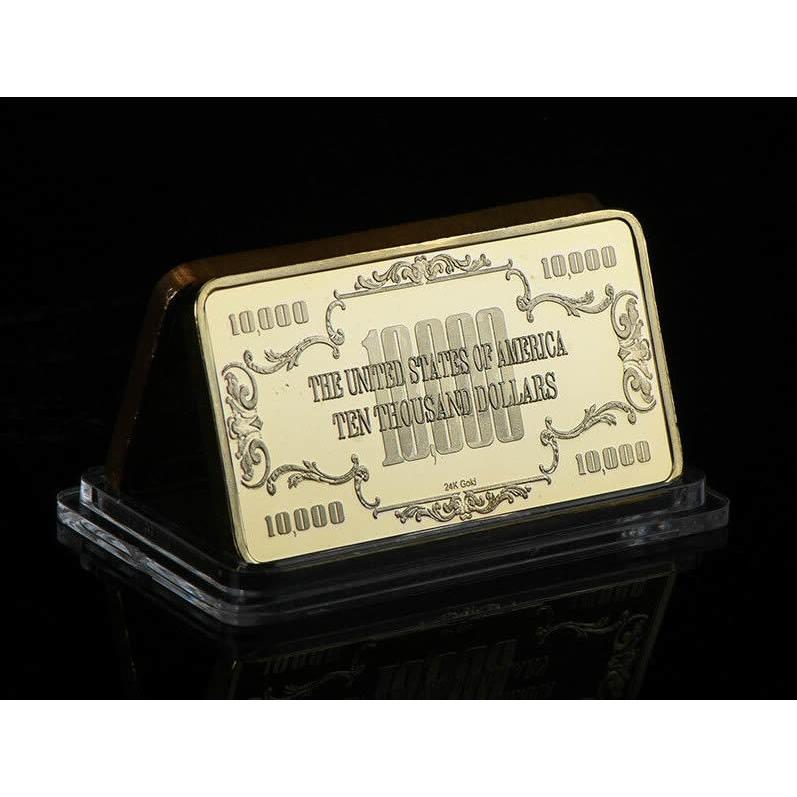 10,000
10,000
10,000
THE UNITED STATES OF AMERICA
TEN THOUSAND DOLLARS
24K Gold
10,000
10,000